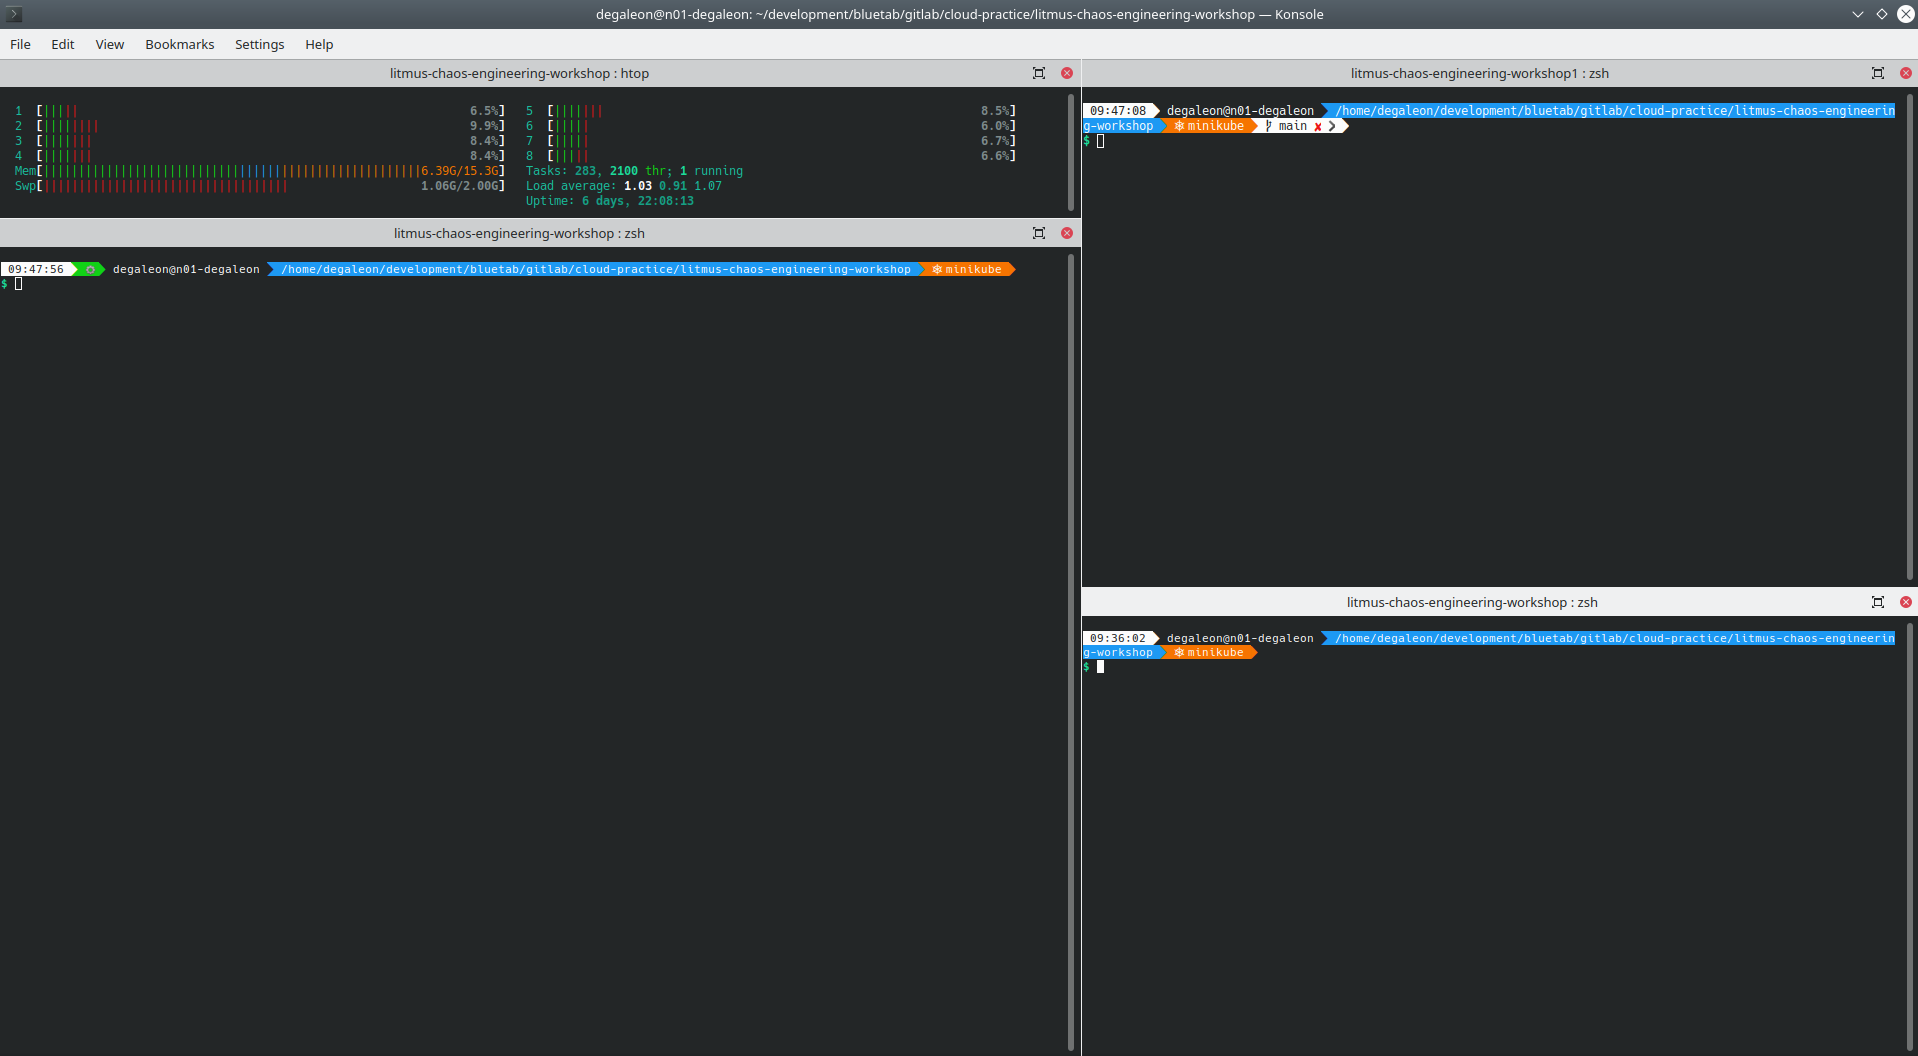 degaleon@n01-degaleon: ~/development/bluetab/gitlab/cloud-practice/litmus-chaos-engineering-workshop — Konsole
File Edit View Bookmarks Settings Help
litmus-chaos-engineering-workshop : htop
1 [||||| 6.5%] 5 [||||||| 8.5%]
2 [|||||||| 9.9%] 6 [||||| 6.0%]
3 [||||||| 8.4%] 7 [||||| 6.7%]
4 [||||||| 8.4%] 8 [||||| 6.6%]
Mem[||||||||||||||||||||||||||||||||||||||||||||||||||||||6.39G/15.3G] Tasks: 283, 2100 thr; 1 running
Swp[||||||||||||||||||||||||||||||||||| 1.06G/2.00G] Load average: 1.03 0.91 1.07
Uptime: 6 days, 22:08:13
litmus-chaos-engineering-workshop : zsh
09:47:56 degaleon@n01-degaleon /home/degaleon/development/bluetab/gitlab/cloud-practice/litmus-chaos-engineering-workshop ⎈ minikube
$
litmus-chaos-engineering-workshop1 : zsh
09:47:08 degaleon@n01-degaleon /home/degaleon/development/bluetab/gitlab/cloud-practice/litmus-chaos-engineerin
g-workshop ⎈ minikube main ✘
$
litmus-chaos-engineering-workshop : zsh
09:36:02 degaleon@n01-degaleon /home/degaleon/development/bluetab/gitlab/cloud-practice/litmus-chaos-engineerin
g-workshop ⎈ minikube
$